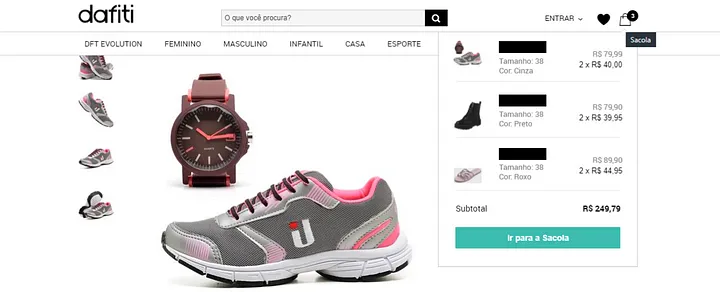 dafiti
O que você procura?
ENTRAR
3
Sacola
DFT EVOLUTION FEMININO MASCULINO INFANTIL CASA ESPORTE
R$ 79,99
Tamanho: 38
2 x R$ 40,00
Cor: Cinza
R$ 79,90
Tamanho: 38
2 x R$ 39,95
Cor: Preto
R$ 89,90
Tamanho: 38
2 x R$ 44,95
Cor: Roxo
Subtotal R$ 249,79
Ir para a Sacola